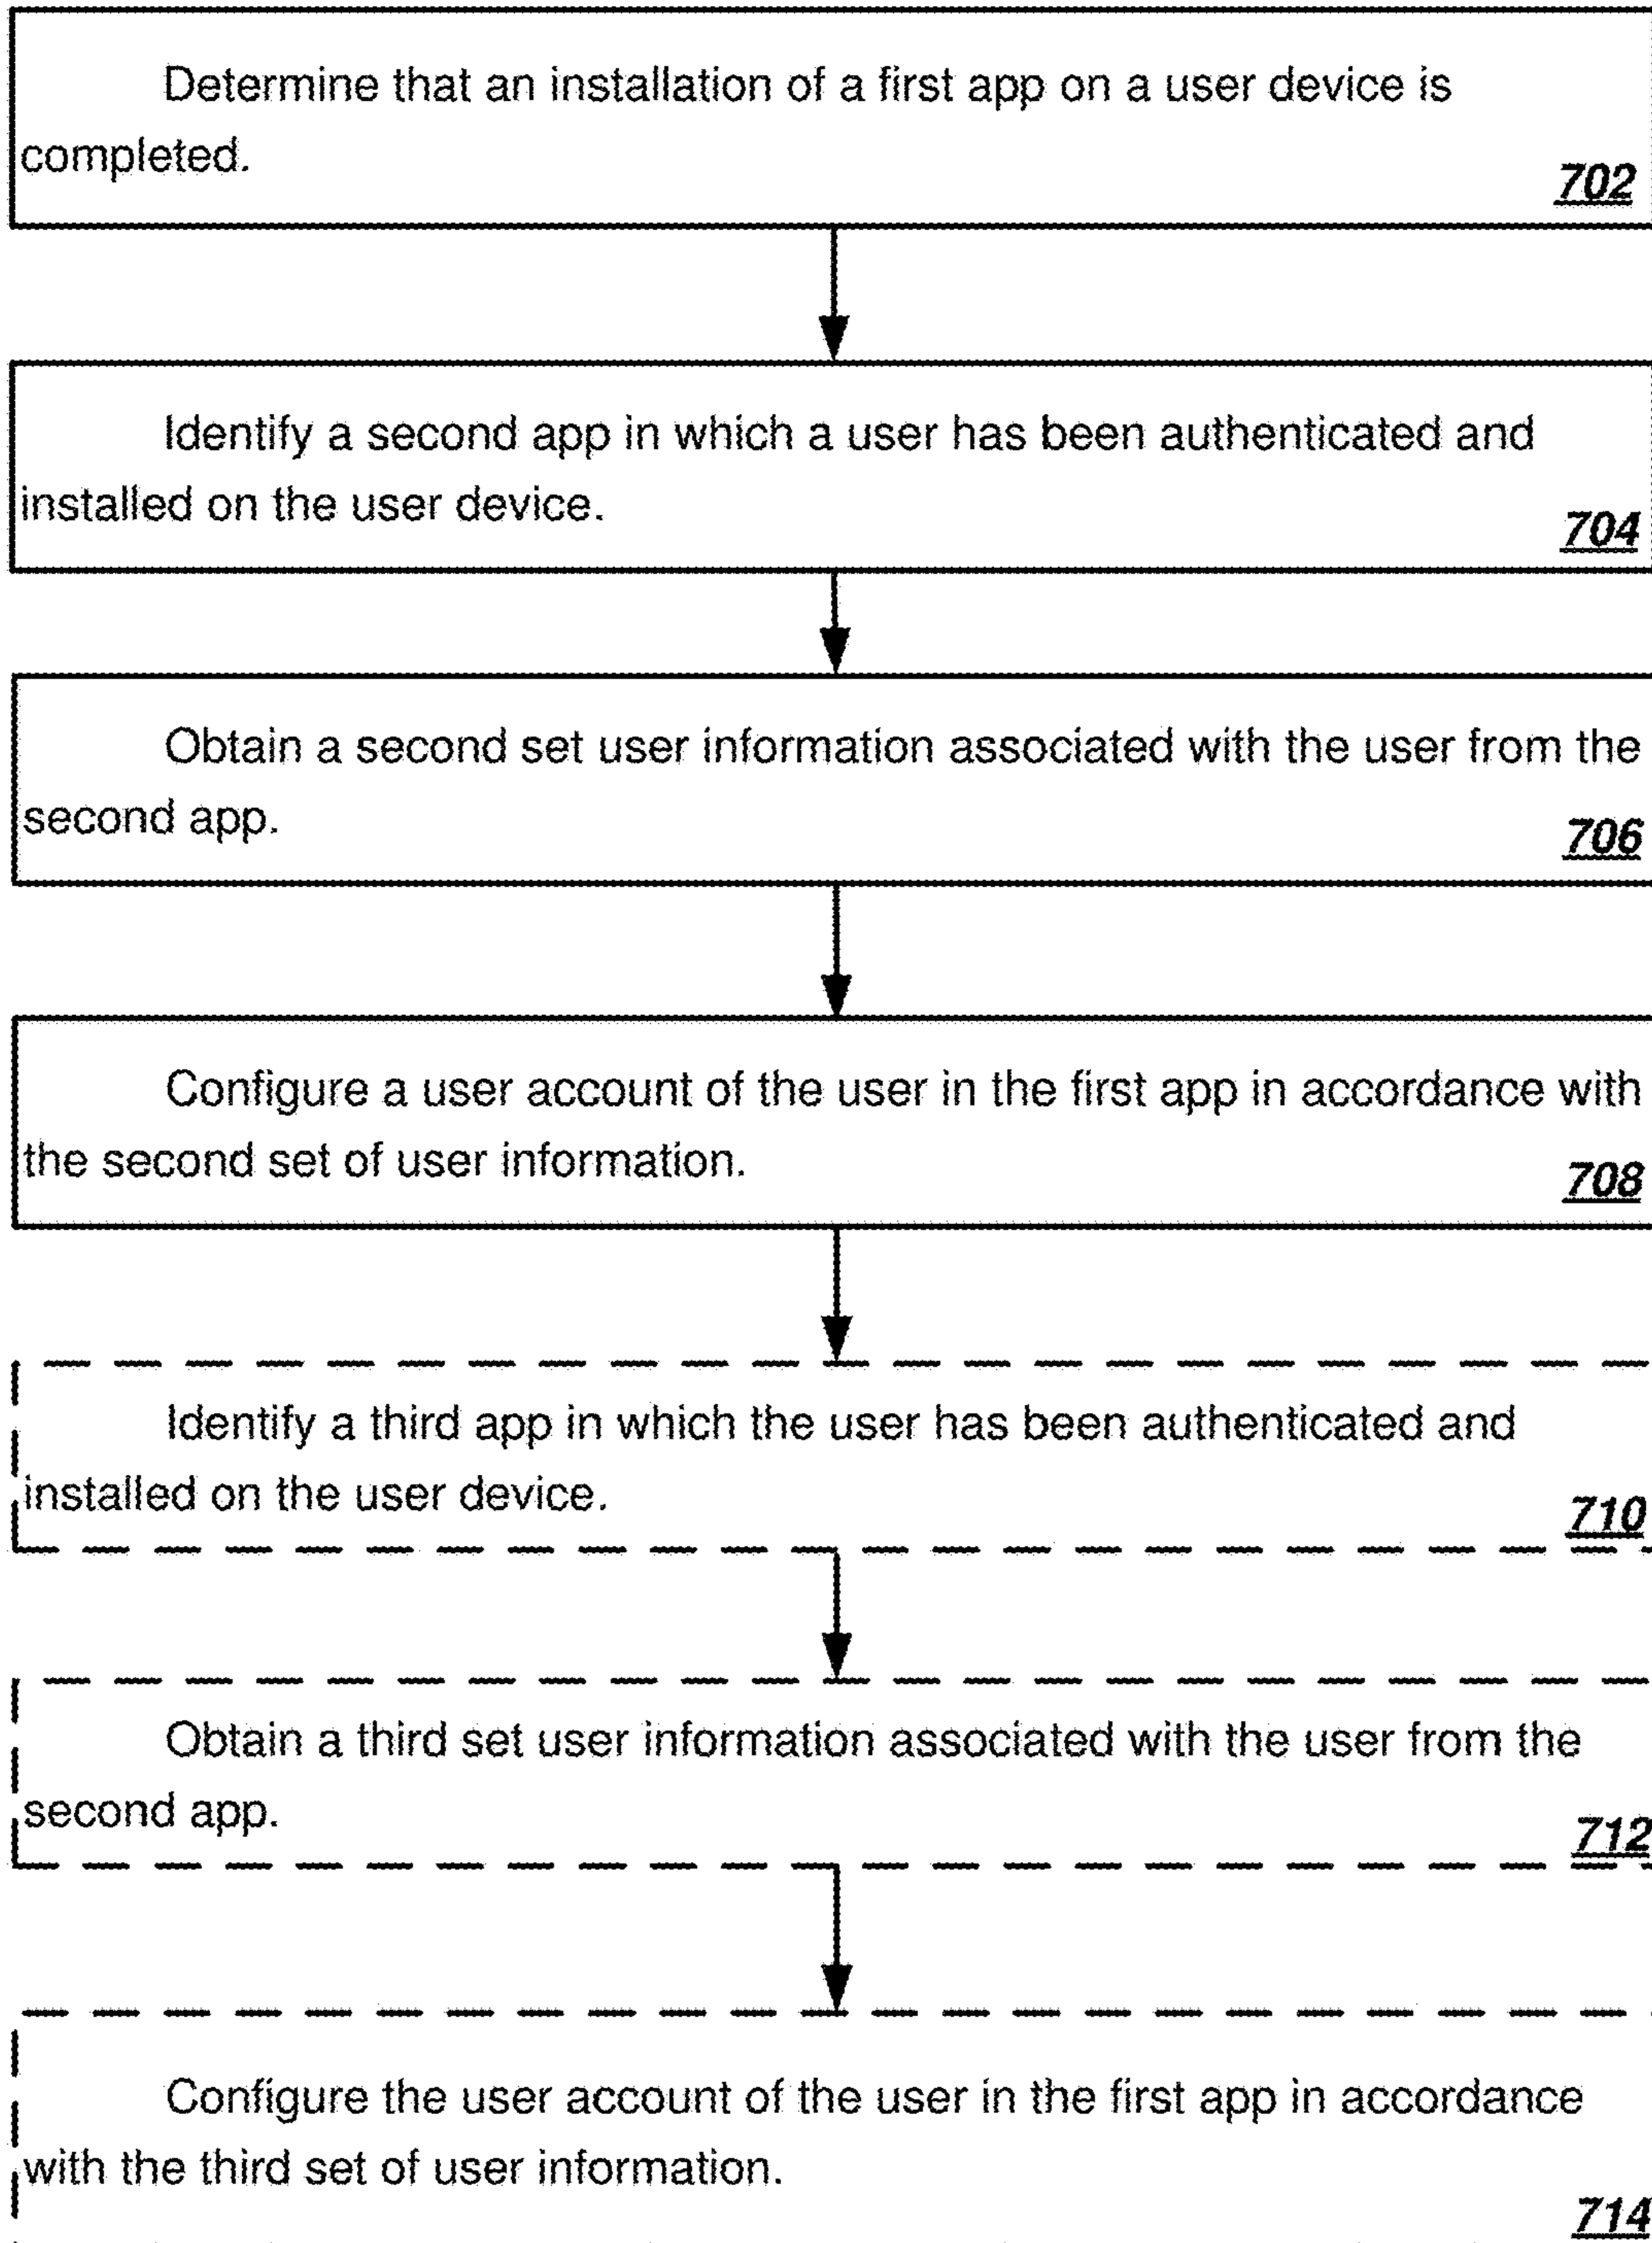 Determine that an installation of a first app on a user device is
completed.
702
Identify a second app in which a user has been authenticated and
installed on the user device.
704
Obtain a second set user information associated with the user from the
second app.
706
Configure a user account of the user in the first app in accordance with
the second set of user information.
708
Identify a third app in which the user has been authenticated and
installed on the user device.
710
Obtain a third set user information associated with the user from the
second app.
712
Configure the user account of the user in the first app in accordance
with the third set of user information.
714